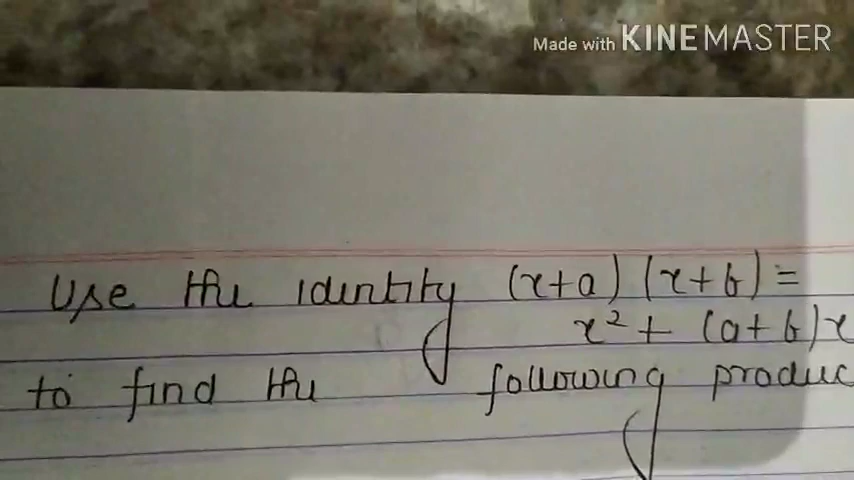 Made with KINEMASTER
Use the identity (x+a) (x+b) =
x² + (a+b)x
to find the following produc